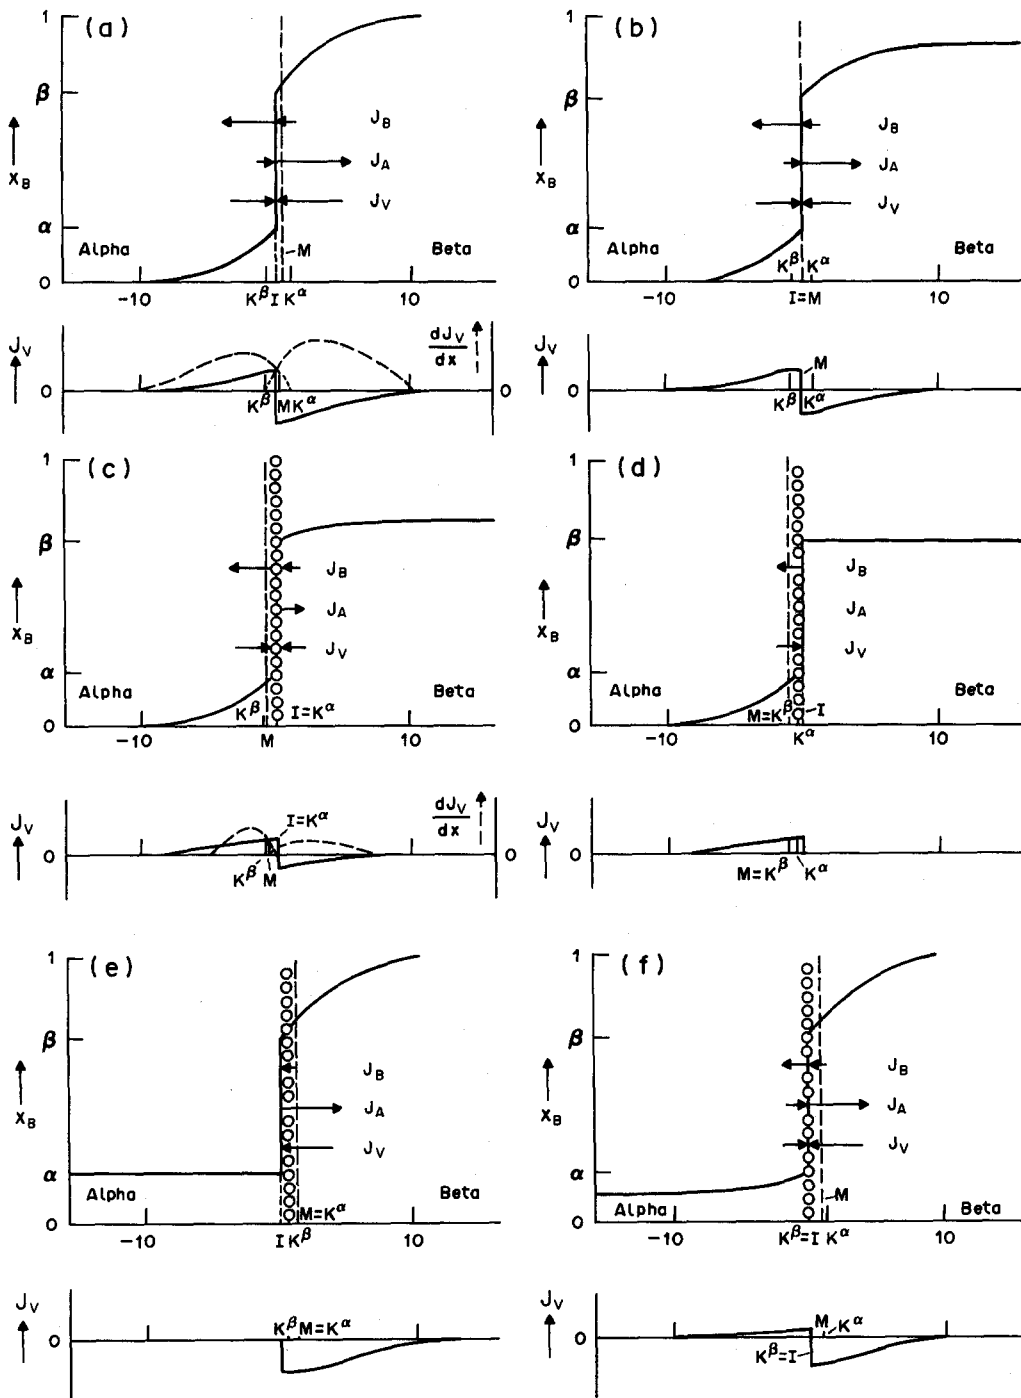 (a)
1
β
x_B
α
0
J_B
J_A
J_V
Alpha
M
Beta
−10
K^β I K^α
10
J_V
0
K^β
M K^α
dJ_V
dx
0
(b)
1
β
x_B
α
0
J_B
J_A
J_V
Alpha
K^β
K^α
Beta
−10
I=M
10
J_V
0
M
K^β
K^α
(c)
1
β
x_B
α
0
J_B
J_A
J_V
Alpha
Beta
K^β
I=K^α
−10
M
10
J_V
0
I=K^α
K^β
M
dJ_V
dx
0
(d)
1
β
x_B
α
0
J_B
J_A
J_V
Alpha
Beta
M=K^β
I
−10
K^α
10
J_V
0
M=K^β
K^α
(e)
1
β
x_B
α
0
J_B
J_A
J_V
Alpha
M=K^α
Beta
−10
I K^β
10
J_V
0
K^β M=K^α
(f)
1
β
x_B
α
0
J_B
J_A
J_V
Alpha
M
Beta
−10
K^β=I K^α
10
J_V
0
M
K^α
K^β=I